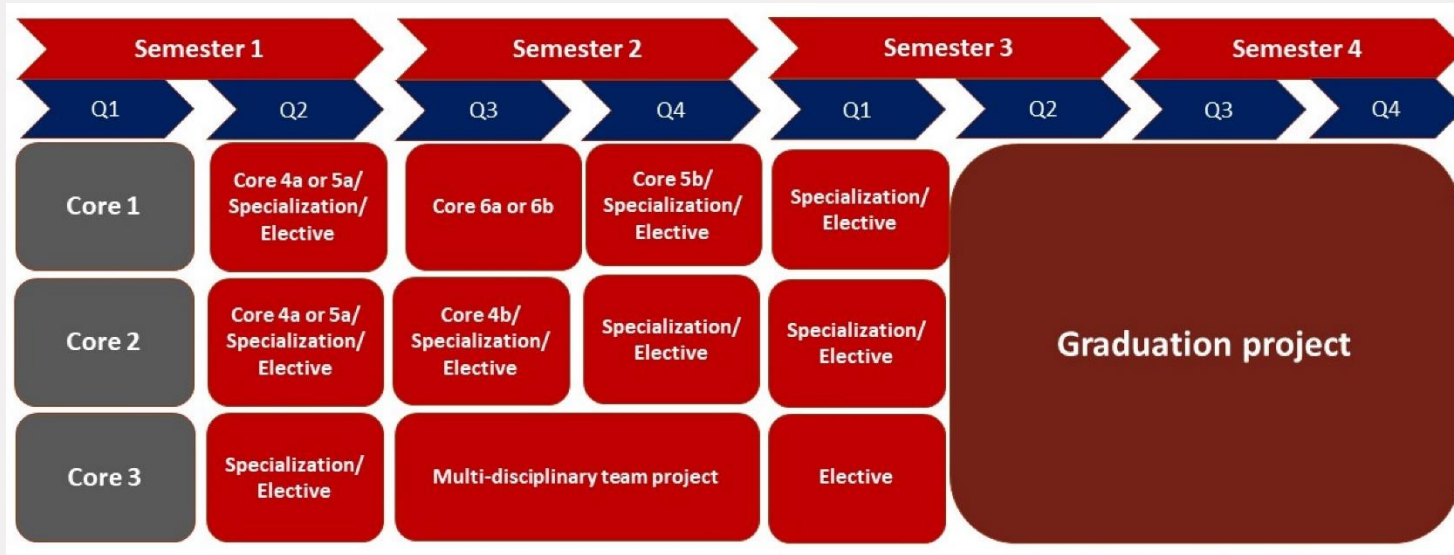 Semester 1
Semester 2
Semester 3
Semester 4
Q1
Q2
Q3
Q4
Q1
Q2
Q3
Q4
Core 1
Core 4a or 5a/
Specialization/
Elective
Core 6a or 6b
Core 5b/
Specialization/
Elective
Specialization/
Elective
Core 2
Core 4a or 5a/
Specialization/
Elective
Core 4b/
Specialization/
Elective
Specialization/
Elective
Specialization/
Elective
Graduation project
Core 3
Specialization/
Elective
Multi-disciplinary team project
Elective